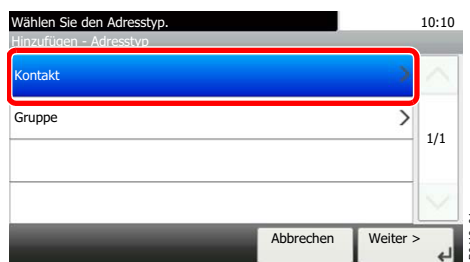 Wählen Sie den Adresstyp. 10:10
Hinzufügen - Adresstyp
Kontakt
Gruppe
1/1
Abbrechen Weiter >